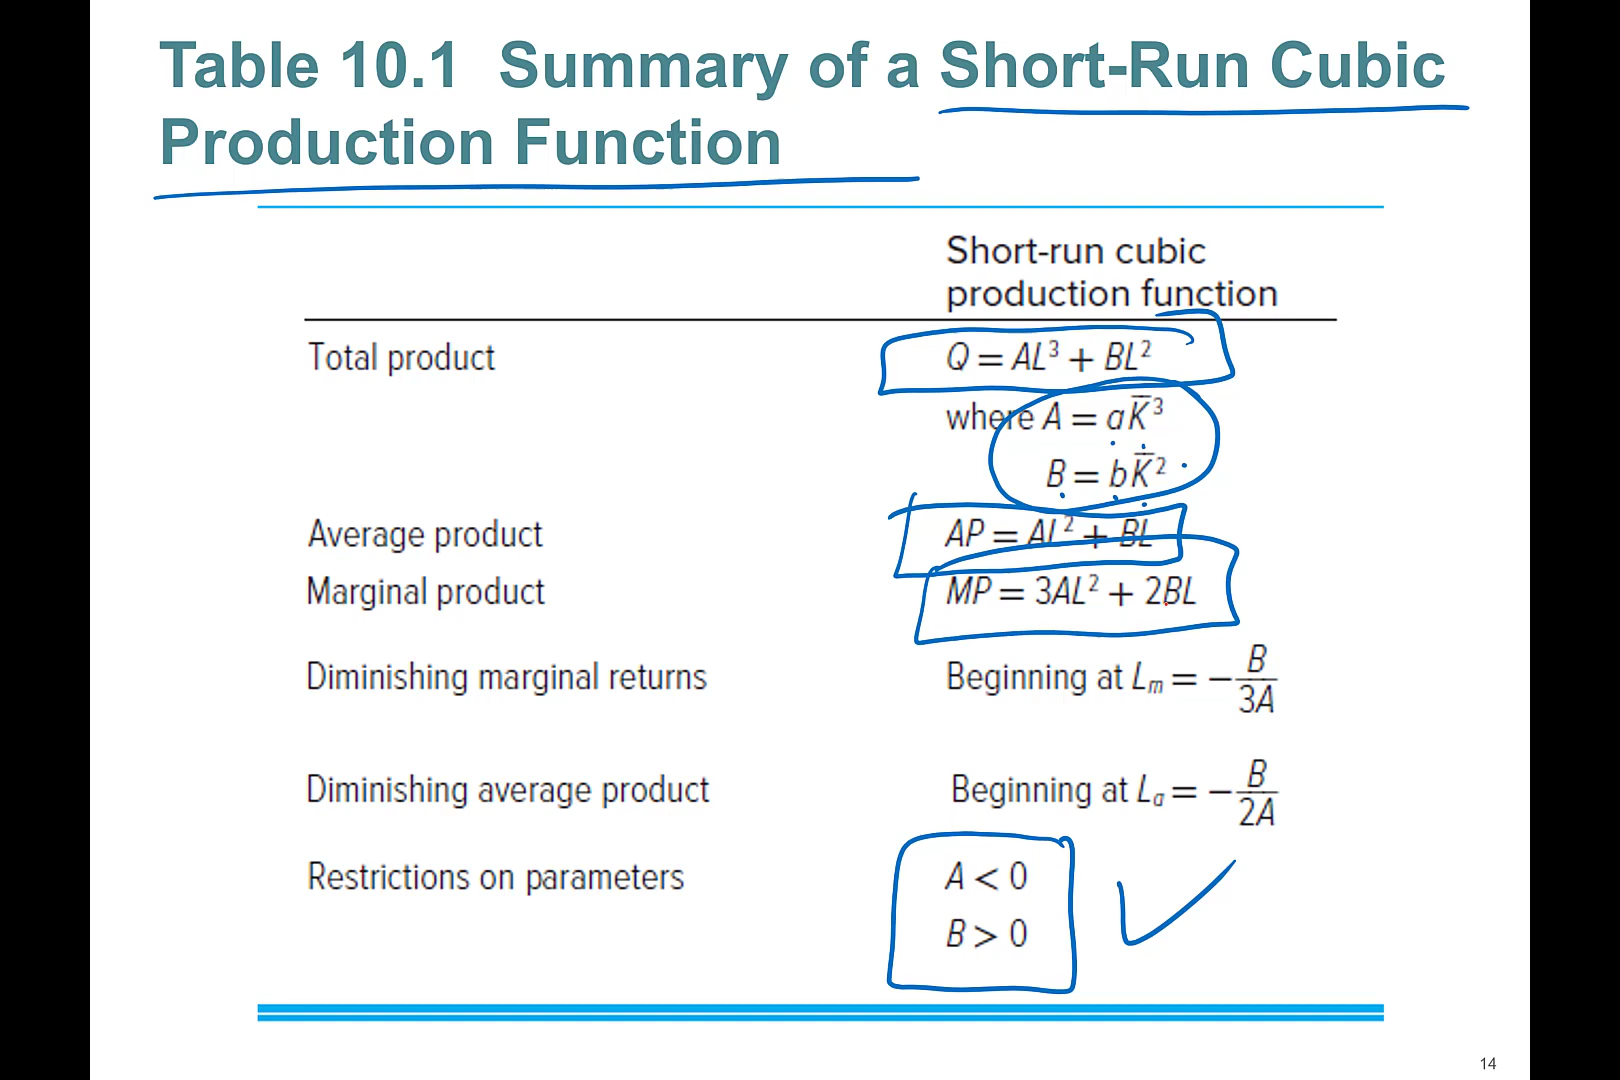 Table 10.1 Summary of a Short-Run Cubic
Production Function
Short-run cubic
production function
Total product Q = AL³ + BL²
where A = aK̅³
B = bK̅²
Average product AP = AL² + BL
Marginal product MP = 3AL² + 2BL
Diminishing marginal returns Beginning at Lₘ = −B/3A
Diminishing average product Beginning at Lₐ = −B/2A
Restrictions on parameters A < 0
B > 0
14